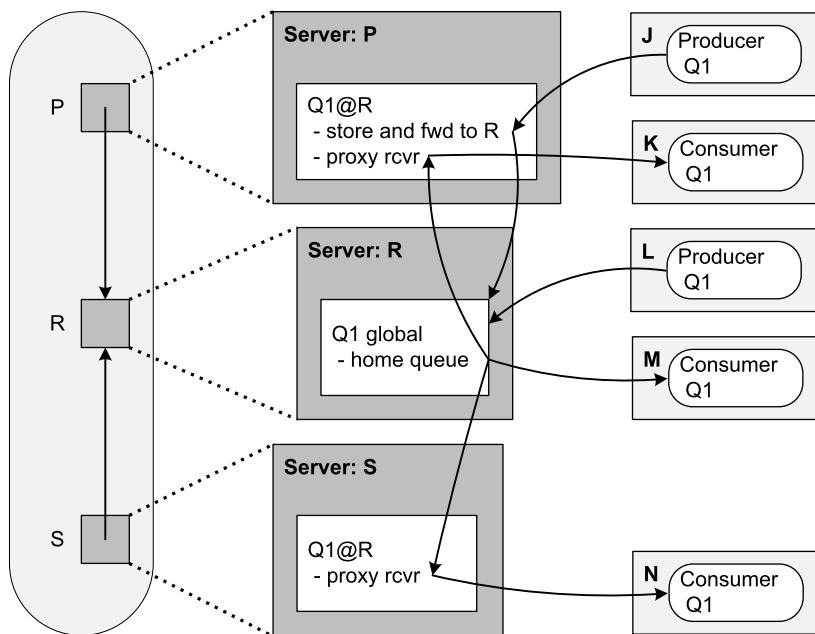 P
R
S
Server: P
Q1@R
- store and fwd to R
- proxy rcvr
Server: R
Q1 global
- home queue
Server: S
Q1@R
- proxy rcvr
J
Producer
Q1
K
Consumer
Q1
L
Producer
Q1
M
Consumer
Q1
N
Consumer
Q1